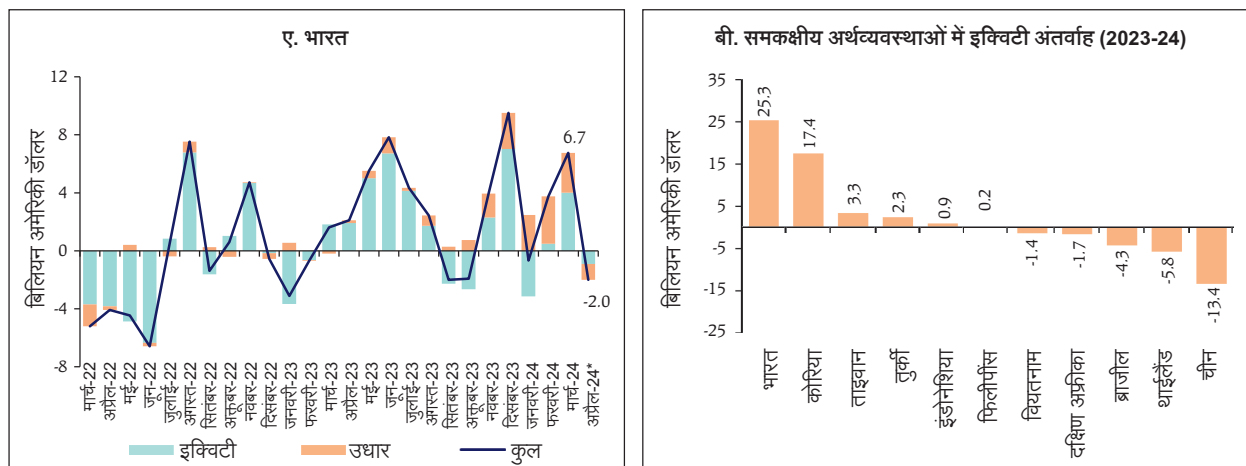 ए. भारत
बिलियन अमेरिकी डॉलर
12
8
4
0
-4
-8
6.7
-2.0
मार्च-22
अप्रैल-22
मई-22
जून-22
जुलाई-22
अगस्त-22
सितंबर-22
अक्तूबर-22
नवंबर-22
दिसंबर-22
जनवरी-23
फरवरी-23
मार्च-23
अप्रैल-23
मई-23
जून-23
जुलाई-23
अगस्त-23
सितंबर-23
अक्तूबर-23
नवंबर-23
दिसंबर-23
जनवरी-24
फरवरी-24
मार्च-24
अप्रैल-24*
इक्विटी उधार कुल
बी. समकक्षीय अर्थव्यवस्थाओं में इक्विटी अंतर्वाह (2023-24)
बिलियन अमेरिकी डॉलर
35
25
15
5
-5
-15
-25
25.3
17.4
3.3
2.3
0.9
0.2
-1.4
-1.7
-4.3
-5.8
-13.4
भारत
कोरिया
ताइवान
तुर्की
इंडोनेशिया
फिलीपींस
वियतनाम
दक्षिण अफ्रीका
ब्राजील
थाईलैंड
चीन